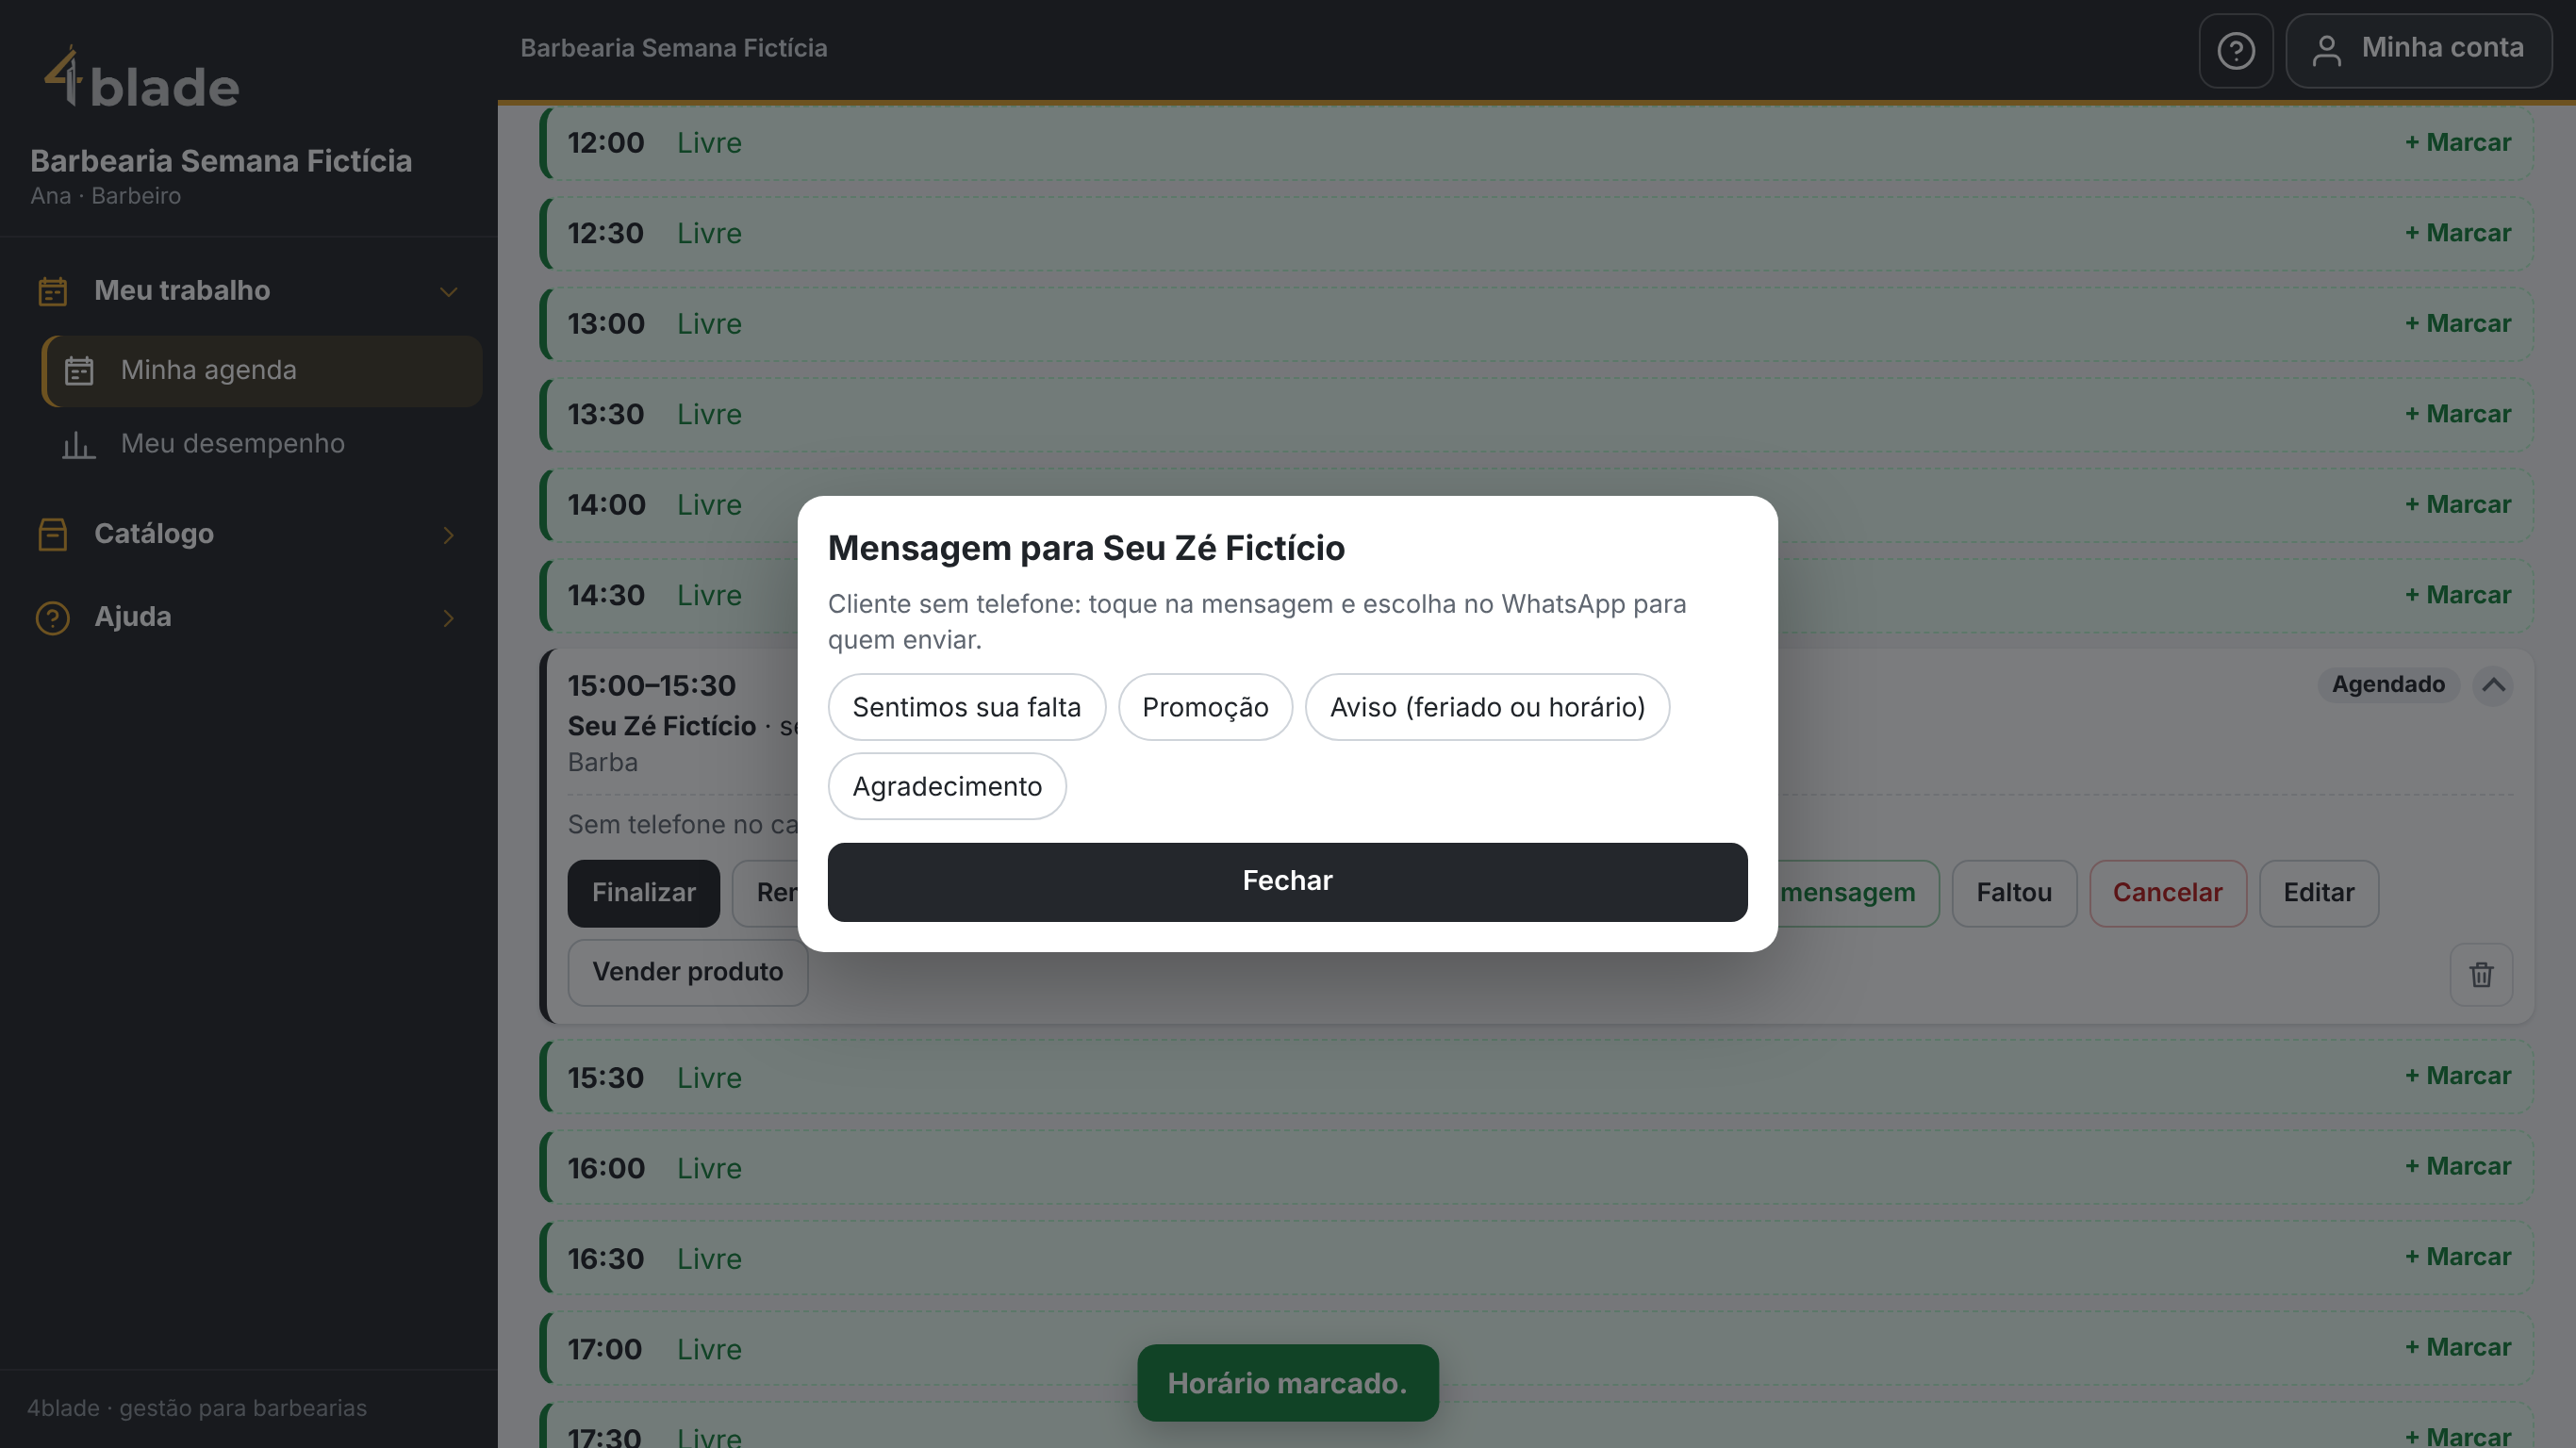 4blade
Barbearia Semana Fictícia
Ana · Barbeiro
Meu trabalho
Minha agenda
Meu desempenho
Catálogo
Ajuda
4blade · gestão para barbearias
Barbearia Semana Fictícia
Minha conta
12:00 Livre + Marcar
12:30 Livre + Marcar
13:00 Livre + Marcar
13:30 Livre + Marcar
14:00 Livre + Marcar
14:30 Livre + Marcar
15:00–15:30 Agendado
Seu Zé Fictício ·
Barba
Sem telefone no
Finalizar mensagem Faltou Cancelar Editar
Vender produto
Mensagem para Seu Zé Fictício
Cliente sem telefone: toque na mensagem e escolha no WhatsApp para
quem enviar.
Sentimos sua falta Promoção Aviso (feriado ou horário)
Agradecimento
Fechar
15:30 Livre + Marcar
16:00 Livre + Marcar
16:30 Livre + Marcar
17:00 Livre + Marcar
Horário marcado.
17:30 Livre + Marcar